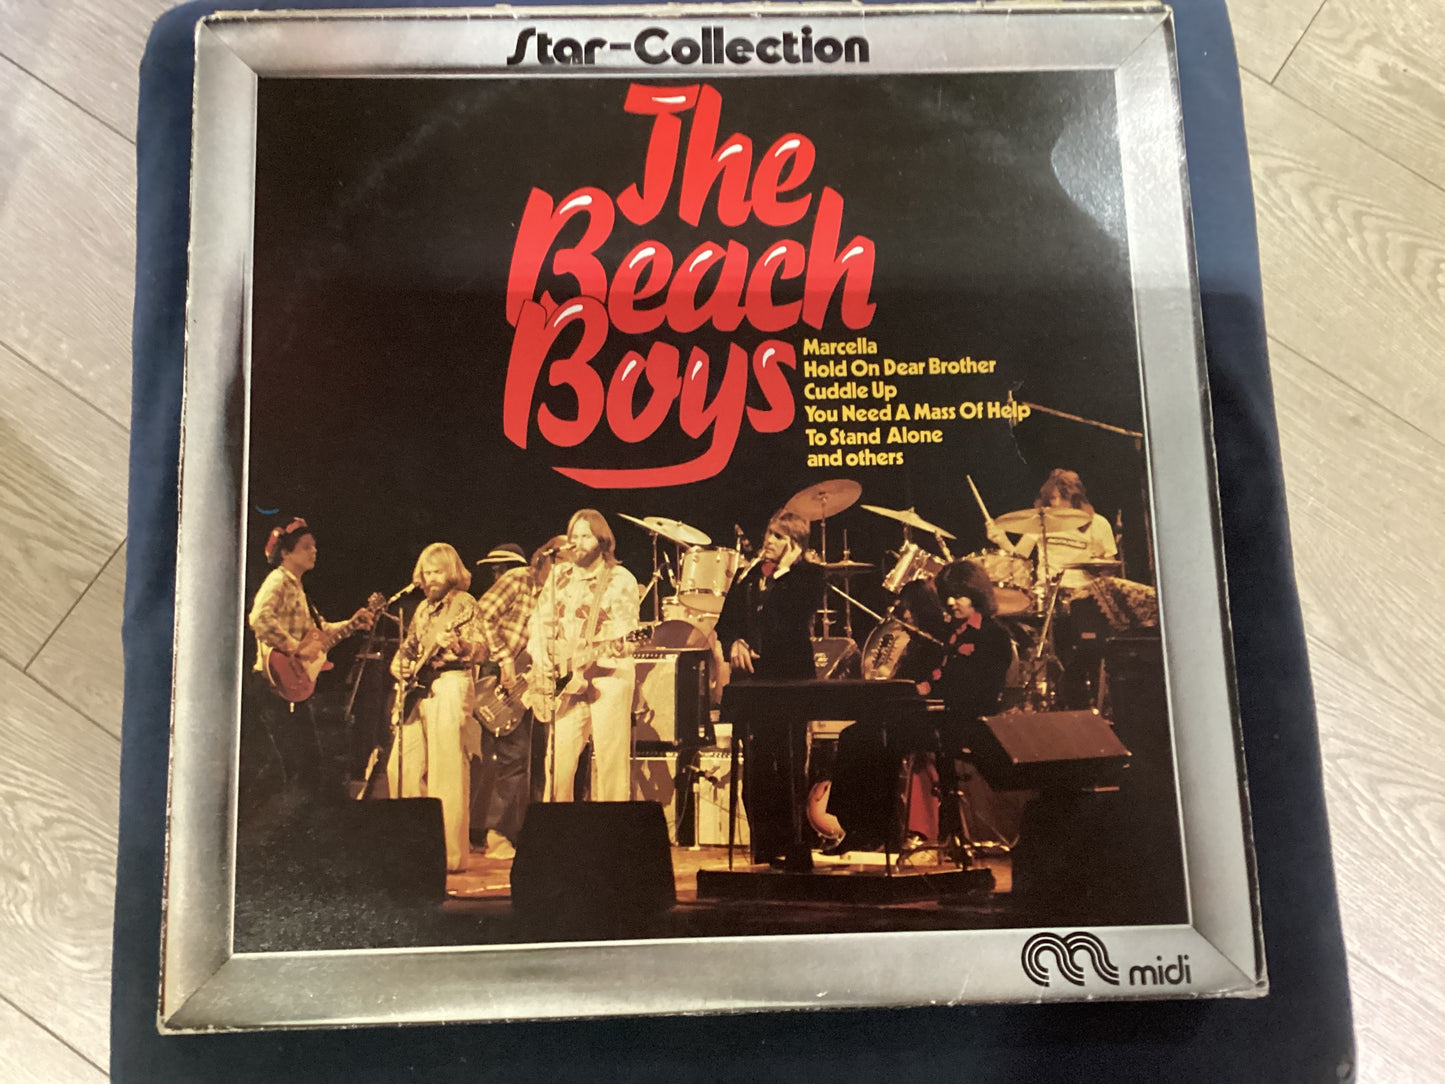 Star-Collection
The
Beach
Boys
Marcella
Hold On Dear Brother
Cuddle Up
You Need A Mass Of Help
To Stand Alone
and others
midi